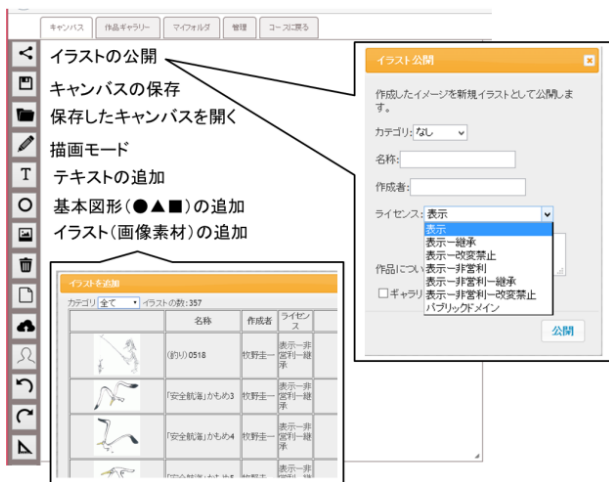 キャンバス 作品ギャラリー マイフォルダ 管理 コースに戻る
イラストの公開
キャンバスの保存
保存したキャンバスを開く
描画モード
T
テキストの追加
基本図形(●▲■)の追加
イラスト(画像素材)の追加
イラスト公開
作成したイメージを新規イラストとして公開しま
す。
カテゴリ: なし
名称:
作成者:
ライセンス: 表示
表示
表示ー継承
表示ー改変禁止
表示ー非営利
表示ー非営利ー継承
表示ー非営利ー改変禁止
パブリックドメイン
作品につい
ギャラリ
公開
イラストを追加
カテゴリ 全て イラストの数:357
名称 作成者 ライセンス
(釣り)0518 牧野圭一 表示ー非営利ー継承
「安全航海」かもめ3 牧野圭一 表示ー非営利ー継承
「安全航海」かもめ4 牧野圭一 表示ー非営利ー継承
表示ー非